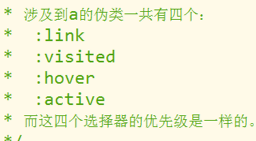 * 涉及到a的伪类一共有四个:
*  :link
*  :visited
*  :hover
*  :active
* 而这四个选择器的优先级是一样的。
*/